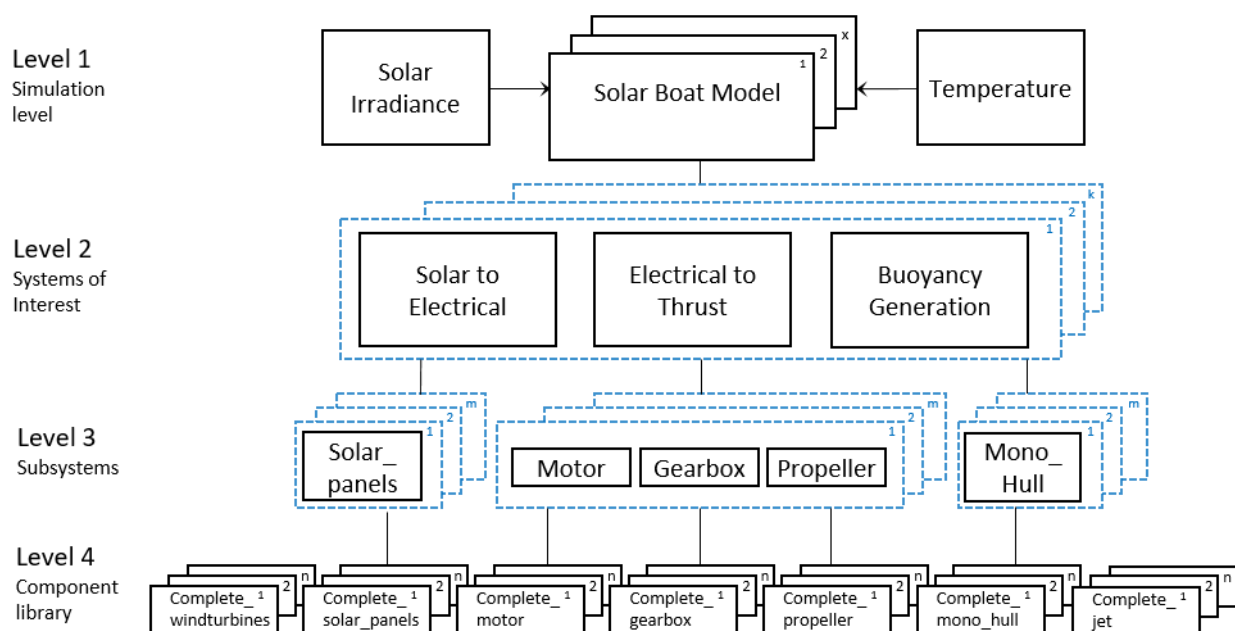 Level 1
Simulation
level
Solar
Irradiance
Solar Boat Model
1
2
x
Temperature
Level 2
Systems of
Interest
Solar to
Electrical
Electrical to
Thrust
Buoyancy
Generation
1
2
k
Level 3
Subsystems
Solar_
panels
1
2
m
Motor
Gearbox
Propeller
1
2
m
Mono_
Hull
1
2
m
Level 4
Component
library
Complete_ 1
windturbines
2
n
Complete_ 1
solar_panels
2
n
Complete_ 1
motor
2
n
Complete_ 1
gearbox
2
n
Complete_ 1
propeller
2
n
Complete_ 1
mono_hull
2
n
Complete_ 1
jet
2
n